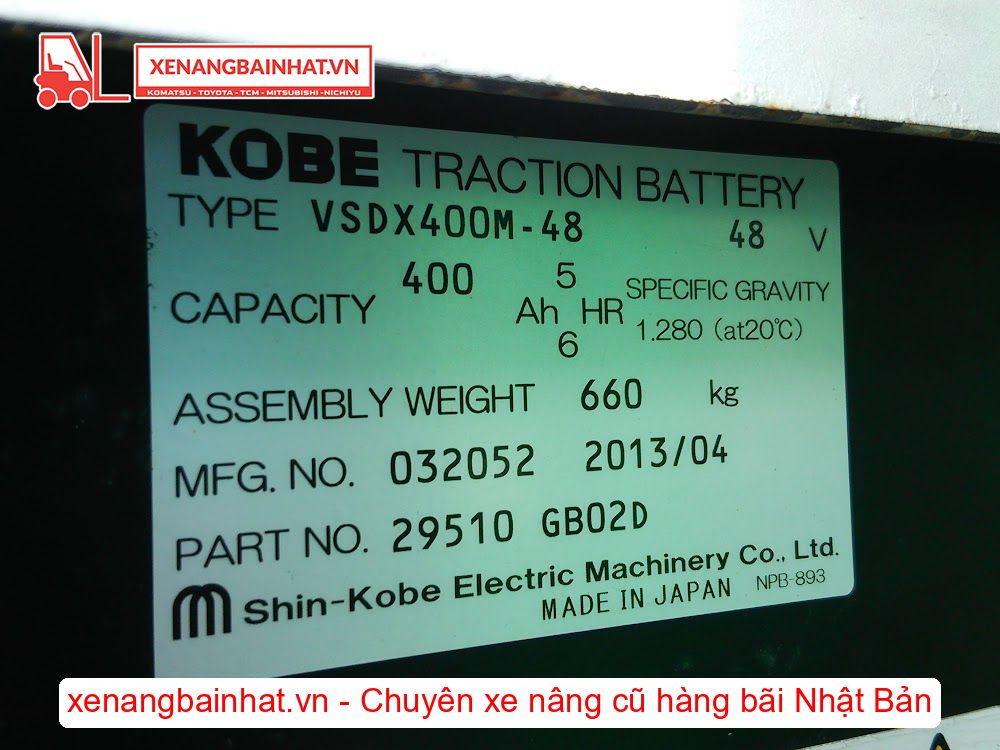 XENANGBAINHAT.VN
KOMATSU - TOYOTA - TCM - MITSUBISHI - NICHIYU
KOBE TRACTION BATTERY
TYPE VSDX400M-48 48 V
CAPACITY 400 Ah 5 HR SPECIFIC GRAVITY
6 1.280 (at20℃)
ASSEMBLY WEIGHT 660 kg
MFG. NO. 032052 2013/04
PART NO. 29510 GB02D
Shin-Kobe Electric Machinery Co., Ltd.
MADE IN JAPAN NPB-893
xenangbainhat.vn - Chuyên xe nâng cũ hàng bãi Nhật Bản